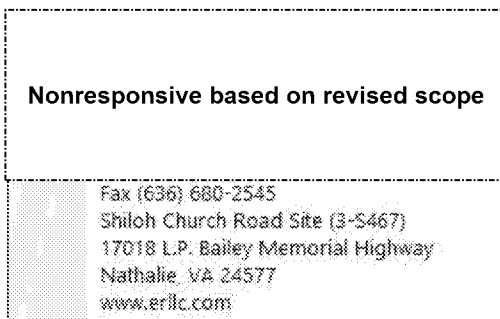 Nonresponsive based on revised scope
Fax (636) 680-2545
Shiloh Church Road Site (3-S467)
17018 L.P. Bailey Memorial Highway
Nathalie, VA 24577
www.erllc.com